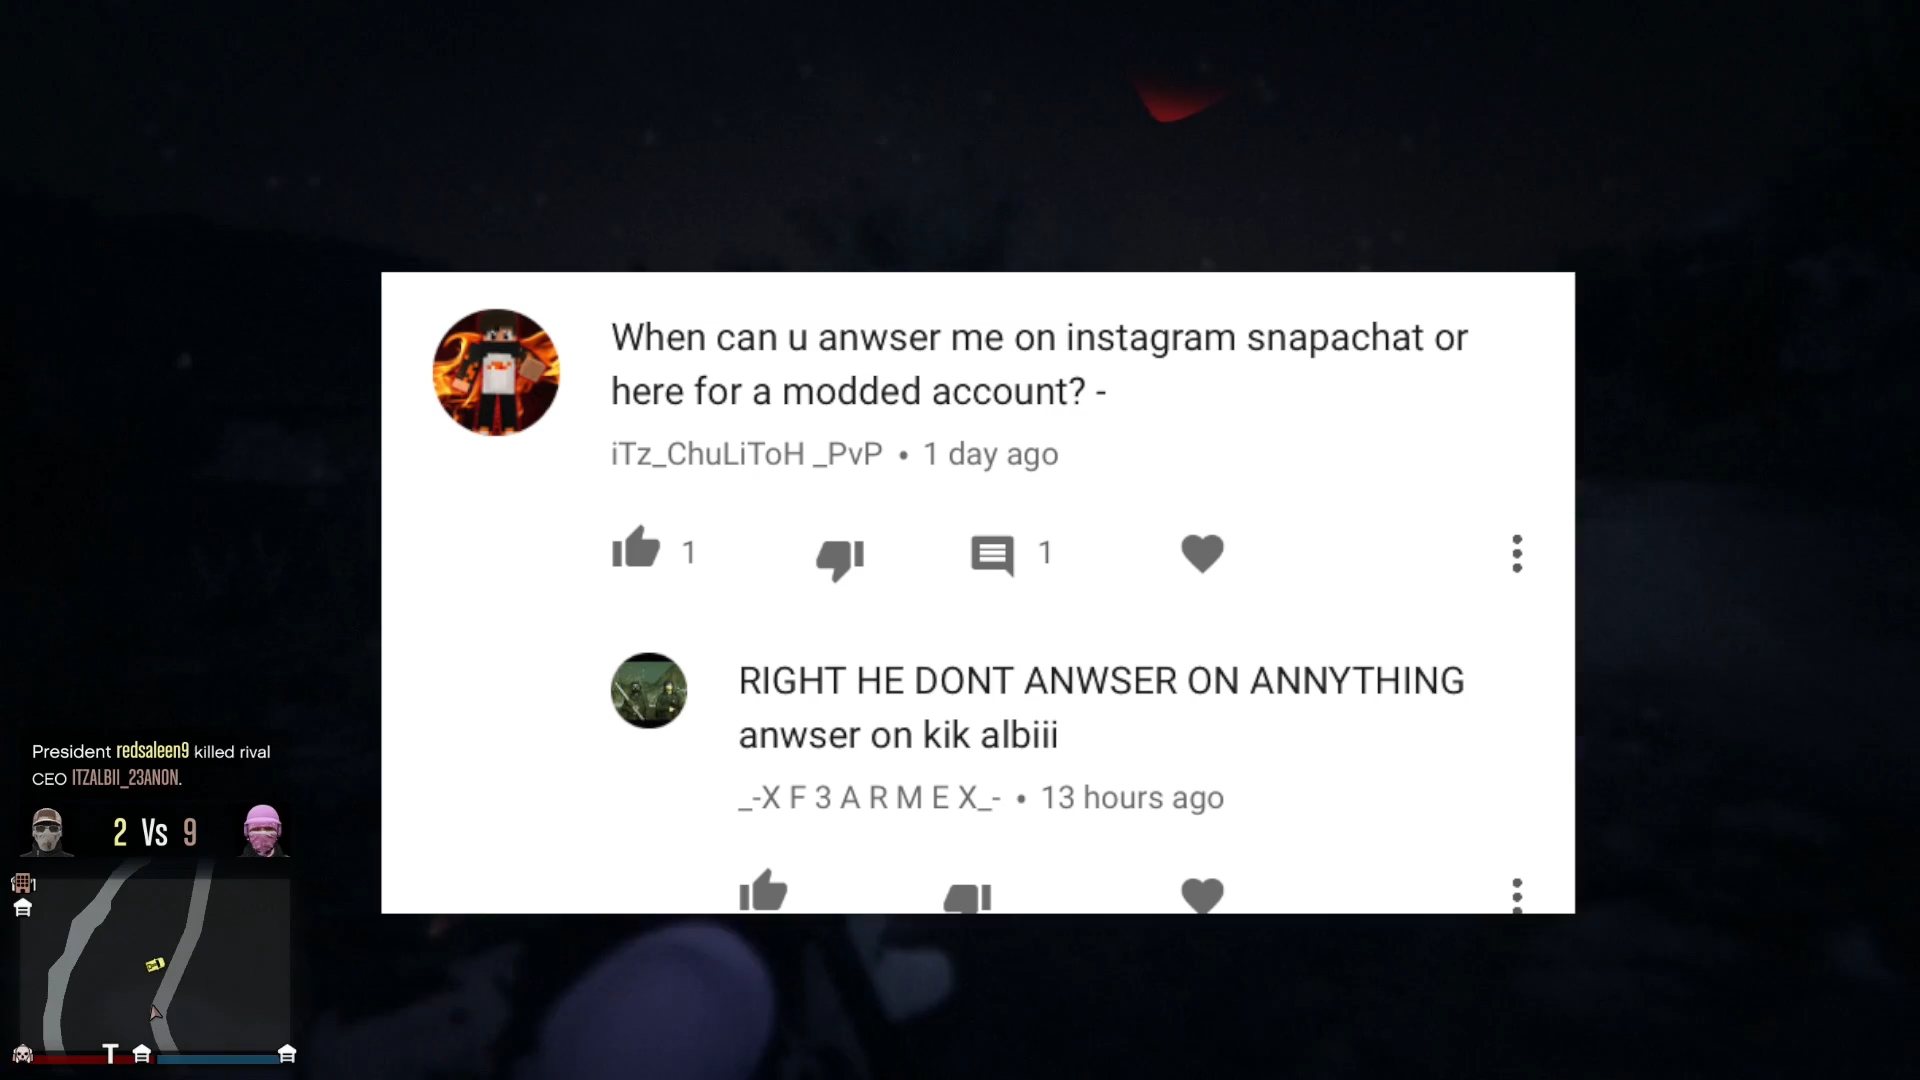 When can u anwser me on instagram snapachat or
here for a modded account? -
iTz_ChuLiToH _PvP • 1 day ago
1 1
RIGHT HE DONT ANWSER ON ANNYTHING
anwser on kik albiii
_-X F 3 A R M E X_- • 13 hours ago
President redsaleen9 killed rival
CEO ITZALBII_23ANON.
2 Vs 9
T